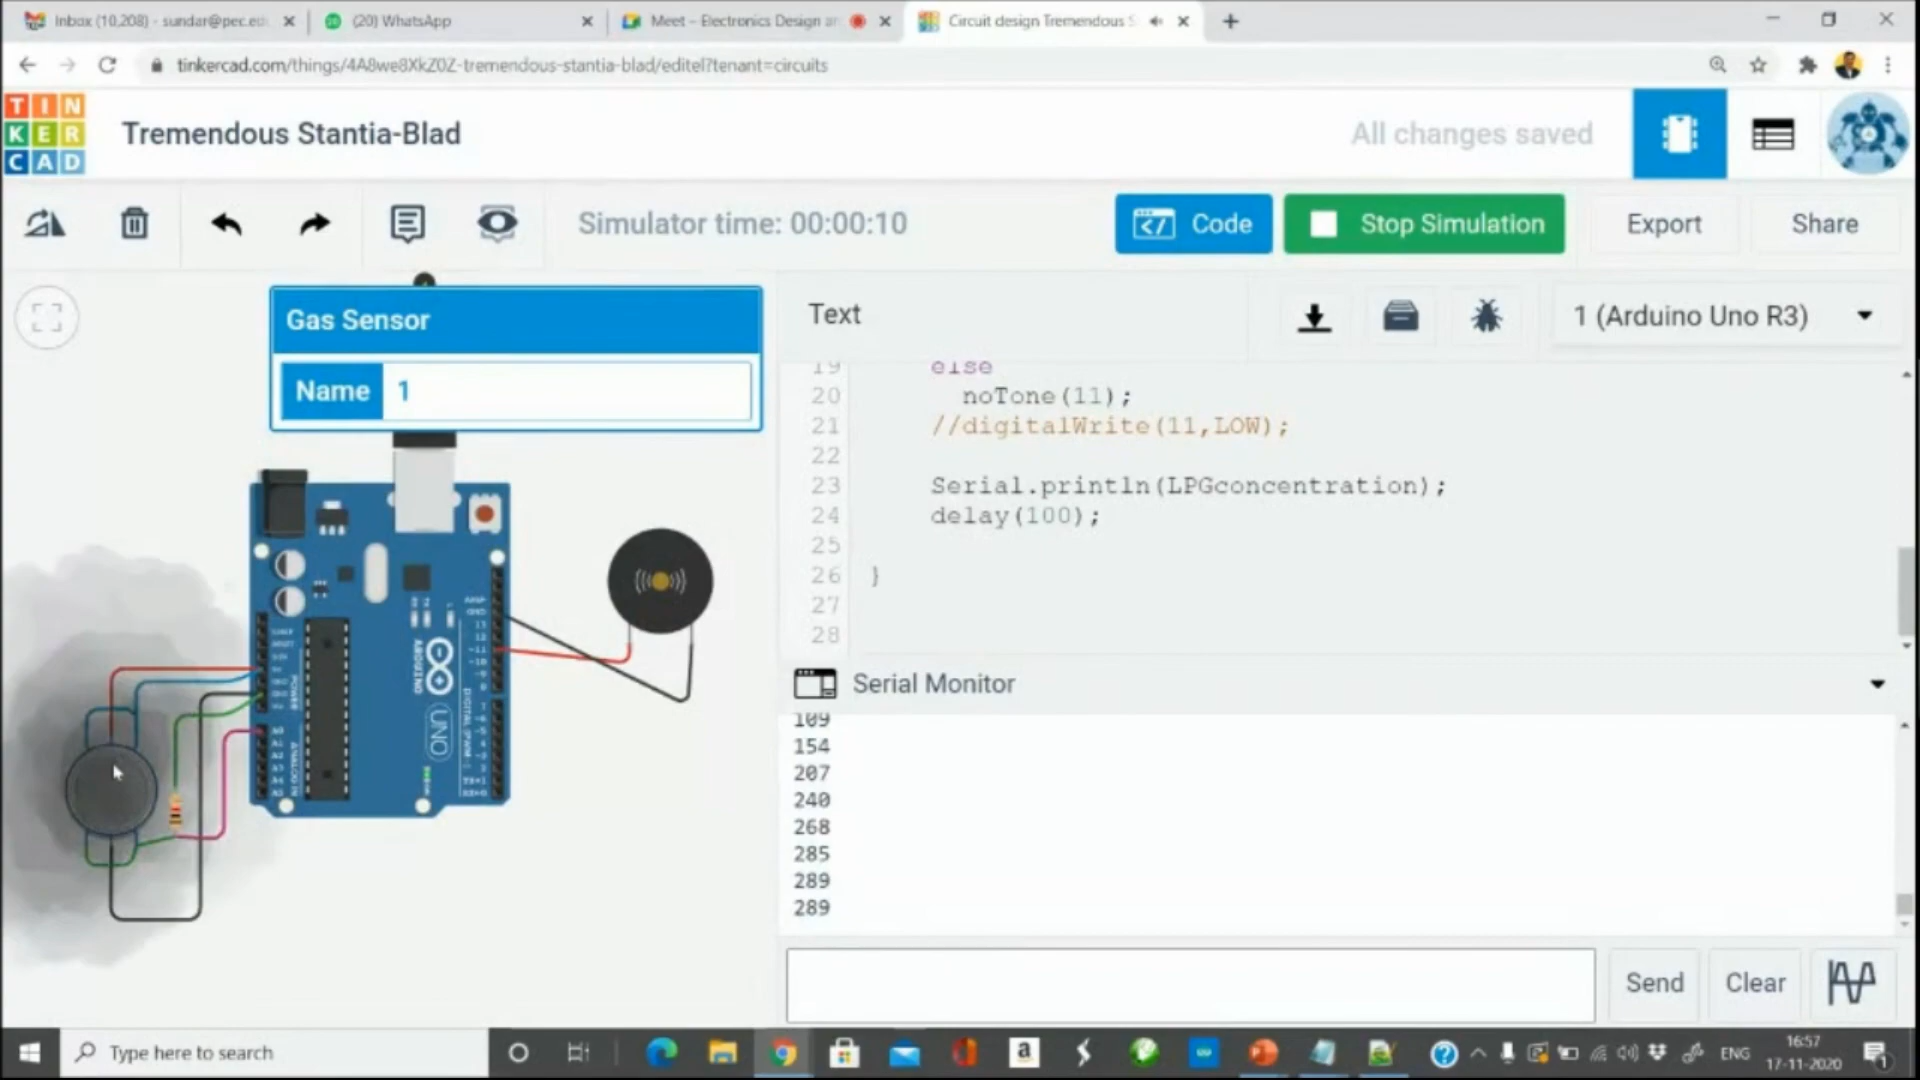 Inbox (10,208) - sundar@pec.ed
(20) WhatsApp
Meet – Electronics Design a
Circuit design Tremendous S
tinkercad.com/things/4A8we8XkZ0Z-tremendous-stantia-blad/editel?tenant=circuits
TIN
KER
CAD
Tremendous Stantia-Blad
All changes saved
Simulator time: 00:00:10
Code
Stop Simulation
Export
Share
Gas Sensor
Name 1
Text
1 (Arduino Uno R3)
19 else
20 noTone(11);
21 //digitalWrite(11,LOW);
22
23 Serial.println(LPGconcentration);
24 delay(100);
25
26 }
27
28
ARDUINO
UNO
Serial Monitor
109
154
207
240
268
285
289
289
Send
Clear
Type here to search
ENG
16:57
17-11-2020